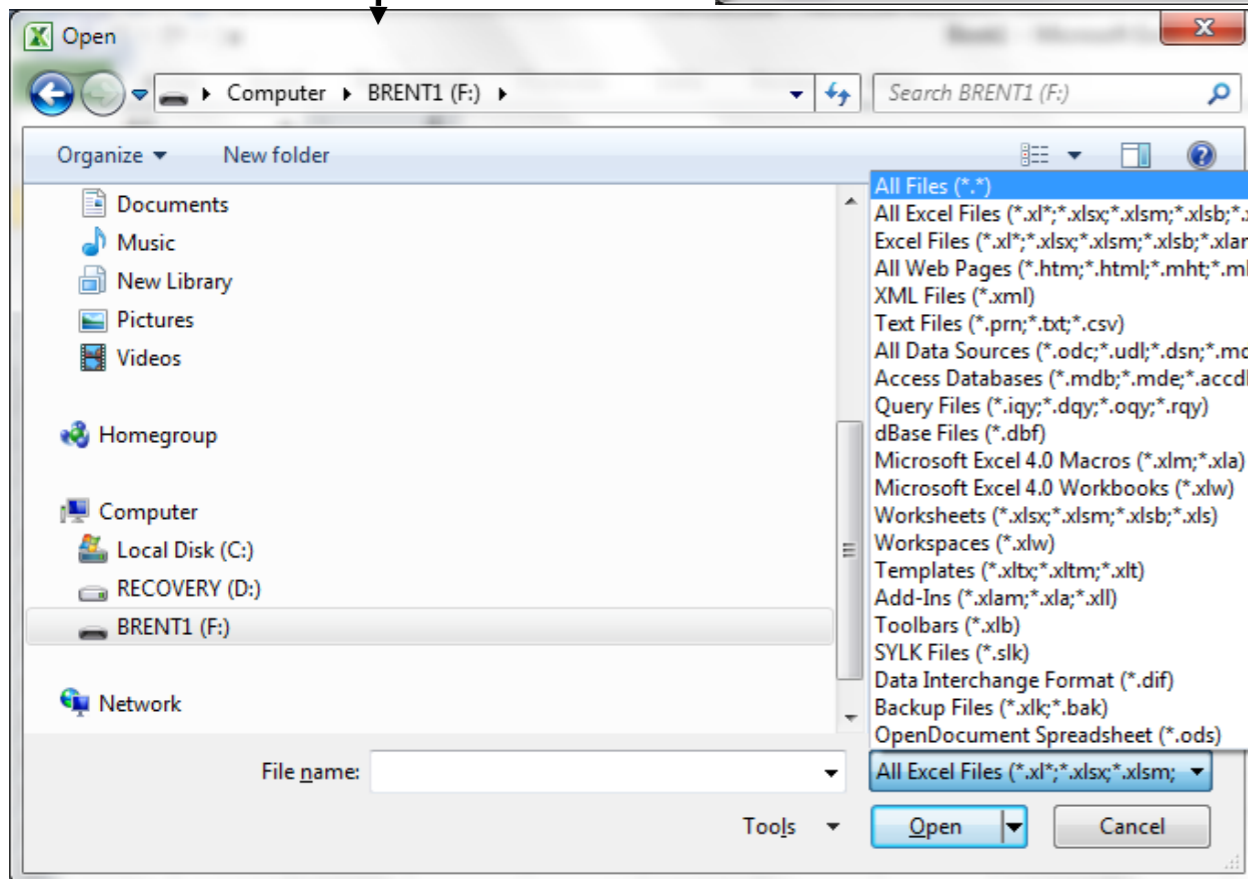 Open
Computer BRENT1 (F:)
Search BRENT1 (F:)
Organize New folder
Documents
Music
New Library
Pictures
Videos
Homegroup
Computer
Local Disk (C:)
RECOVERY (D:)
BRENT1 (F:)
Network
All Files (*.*)
All Excel Files (*.xl*;*.xlsx;*.xlsm;*.xlsb;*.
Excel Files (*.xl*;*.xlsx;*.xlsm;*.xlsb;*.xlar
All Web Pages (*.htm;*.html;*.mht;*.ml
XML Files (*.xml)
Text Files (*.prn;*.txt;*.csv)
All Data Sources (*.odc;*.udl;*.dsn;*.md
Access Databases (*.mdb;*.mde;*.accdl
Query Files (*.iqy;*.dqy;*.oqy;*.rqy)
dBase Files (*.dbf)
Microsoft Excel 4.0 Macros (*.xlm;*.xla)
Microsoft Excel 4.0 Workbooks (*.xlw)
Worksheets (*.xlsx;*.xlsm;*.xlsb;*.xls)
Workspaces (*.xlw)
Templates (*.xltx;*.xltm;*.xlt)
Add-Ins (*.xlam;*.xla;*.xll)
Toolbars (*.xlb)
SYLK Files (*.slk)
Data Interchange Format (*.dif)
Backup Files (*.xlk;*.bak)
OpenDocument Spreadsheet (*.ods)
File name: All Excel Files (*.xl*;*.xlsx;*.xlsm;
Tools Open Cancel